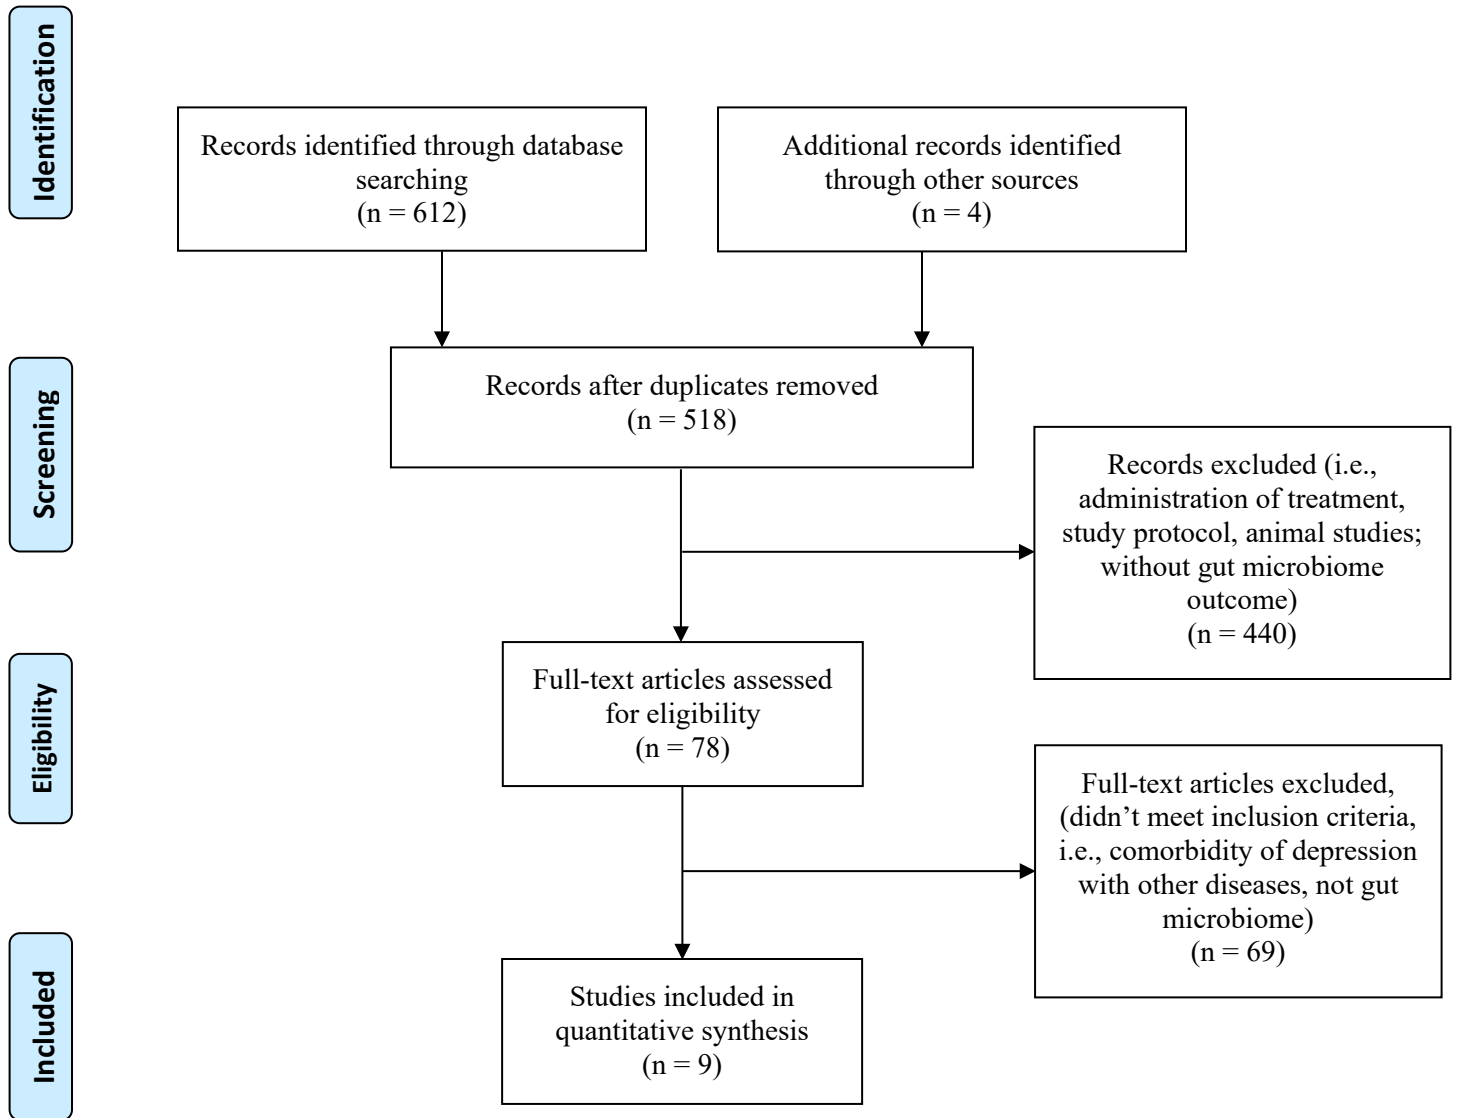 Identification
Records identified through database
searching
(n = 612)
Additional records identified
through other sources
(n = 4)
Screening
Records after duplicates removed
(n = 518)
Records excluded (i.e.,
administration of treatment,
study protocol, animal studies;
without gut microbiome
outcome)
(n = 440)
Eligibility
Full-text articles assessed
for eligibility
(n = 78)
Full-text articles excluded,
(didn’t meet inclusion criteria,
i.e., comorbidity of depression
with other diseases, not gut
microbiome)
(n = 69)
Included
Studies included in
quantitative synthesis
(n = 9)